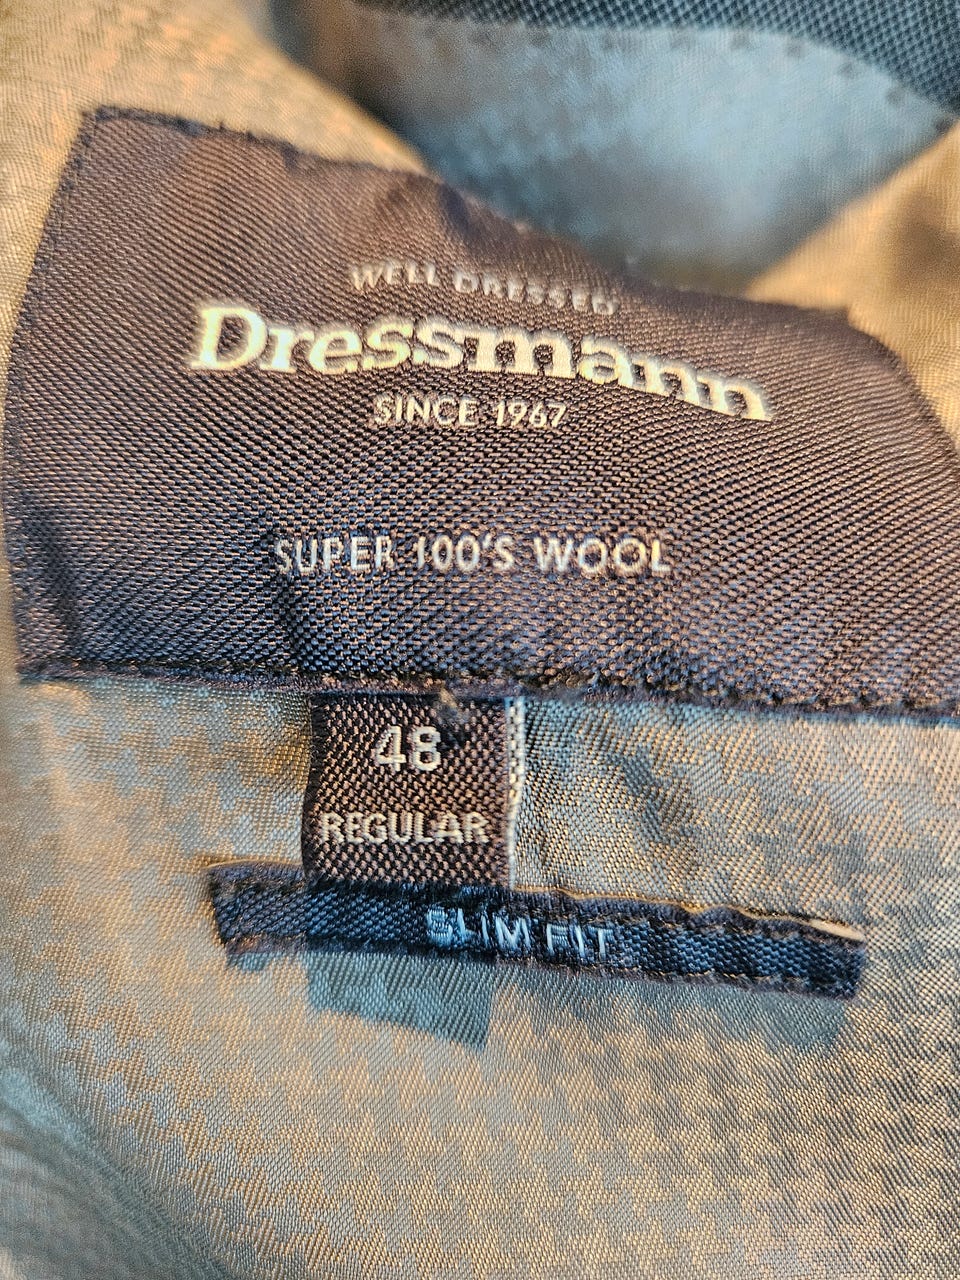 WELL DRESSED
Dressmann
SINCE 1967
SUPER 100'S WOOL
48
REGULAR
SLIM FIT